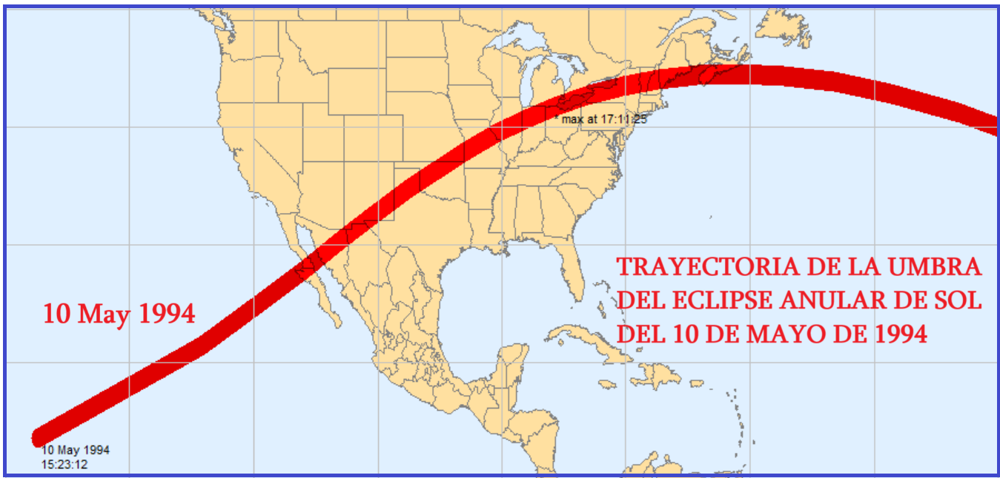 * max at 17:11:25
TRAYECTORIA DE LA UMBRA
DEL ECLIPSE ANULAR DE SOL
DEL 10 DE MAYO DE 1994
10 May 1994
10 May 1994
15:23:12